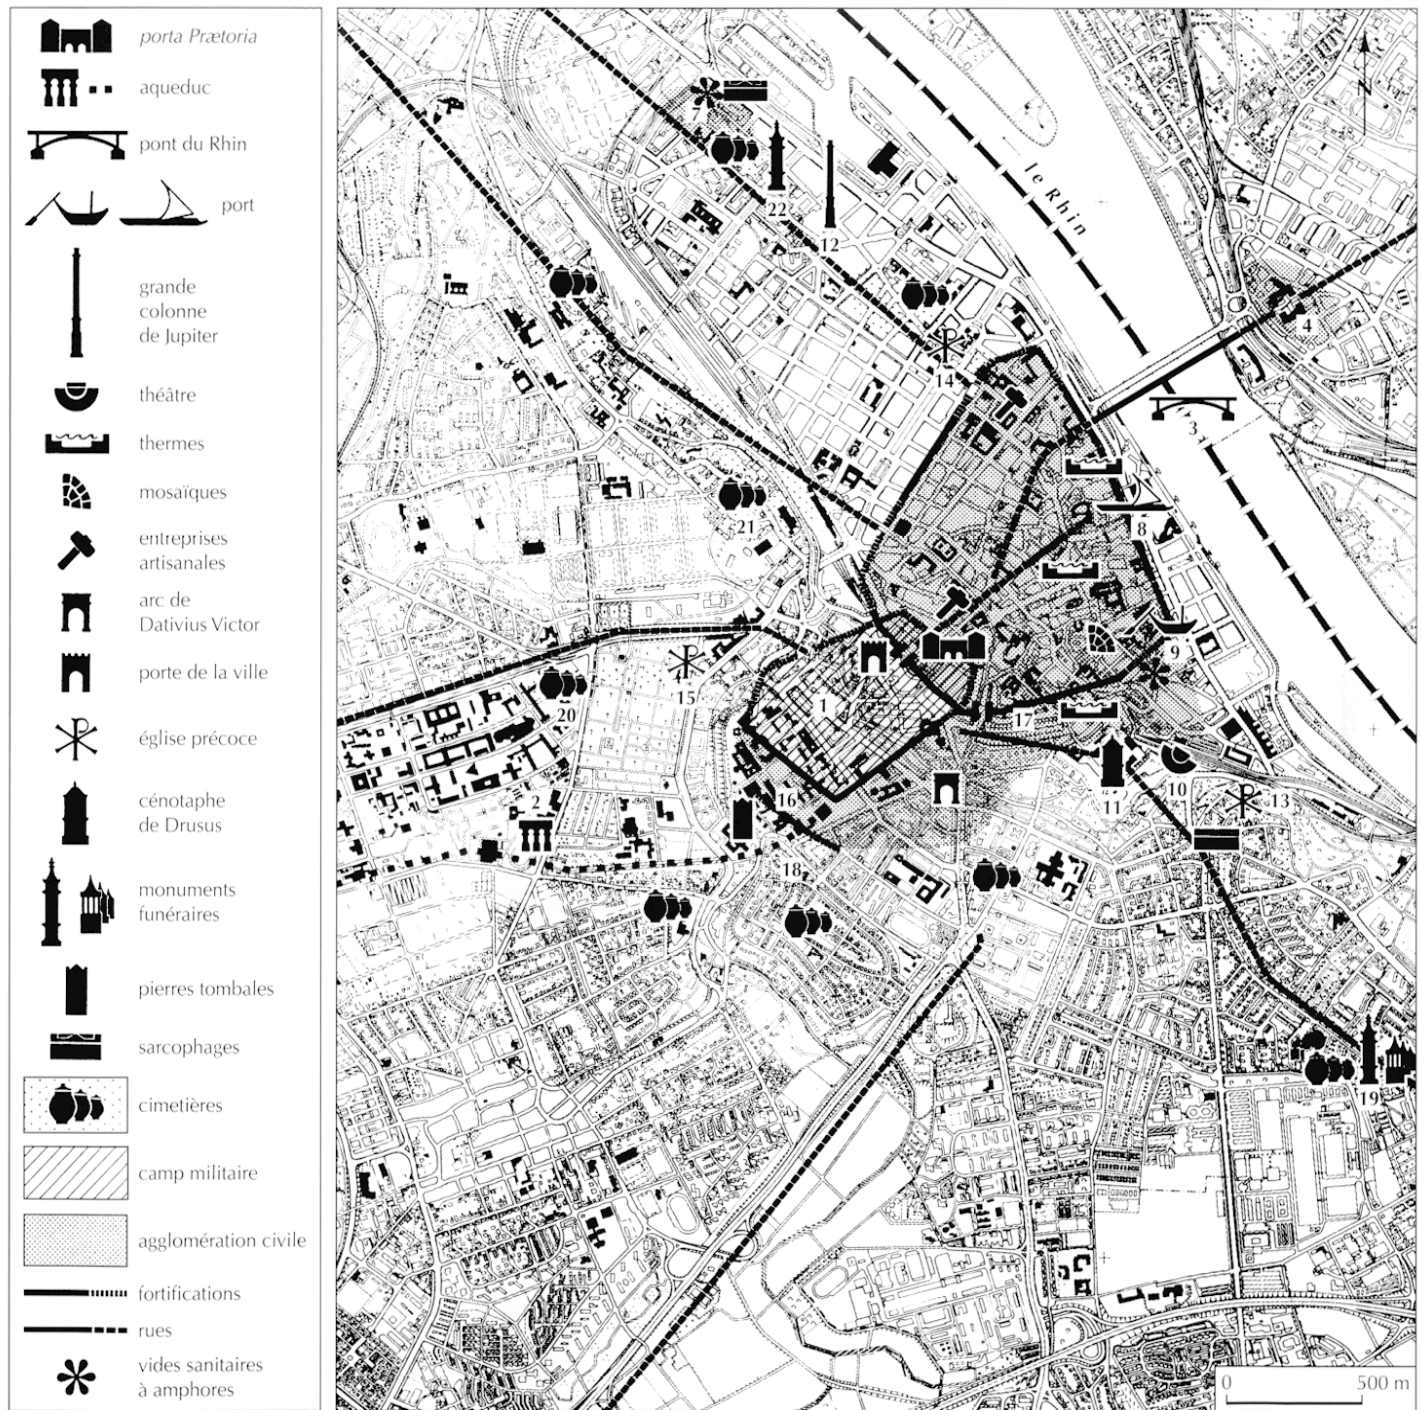 porta Prætoria
aqueduc
pont du Rhin
port
grande
colonne
de Jupiter
théâtre
thermes
mosaïques
entreprises
artisanales
arc de
Dativius Victor
porte de la ville
église précoce
cénotaphe
de Drusus
monuments
funéraires
pierres tombales
sarcophages
cimetières
camp militaire
agglomération civile
fortifications
rues
vides sanitaires
à amphores
7
N
le Rhin
22
12
4
14
3
21
8
9
15
20
1
17
2
16
11
10
13
18
19
0 500 m